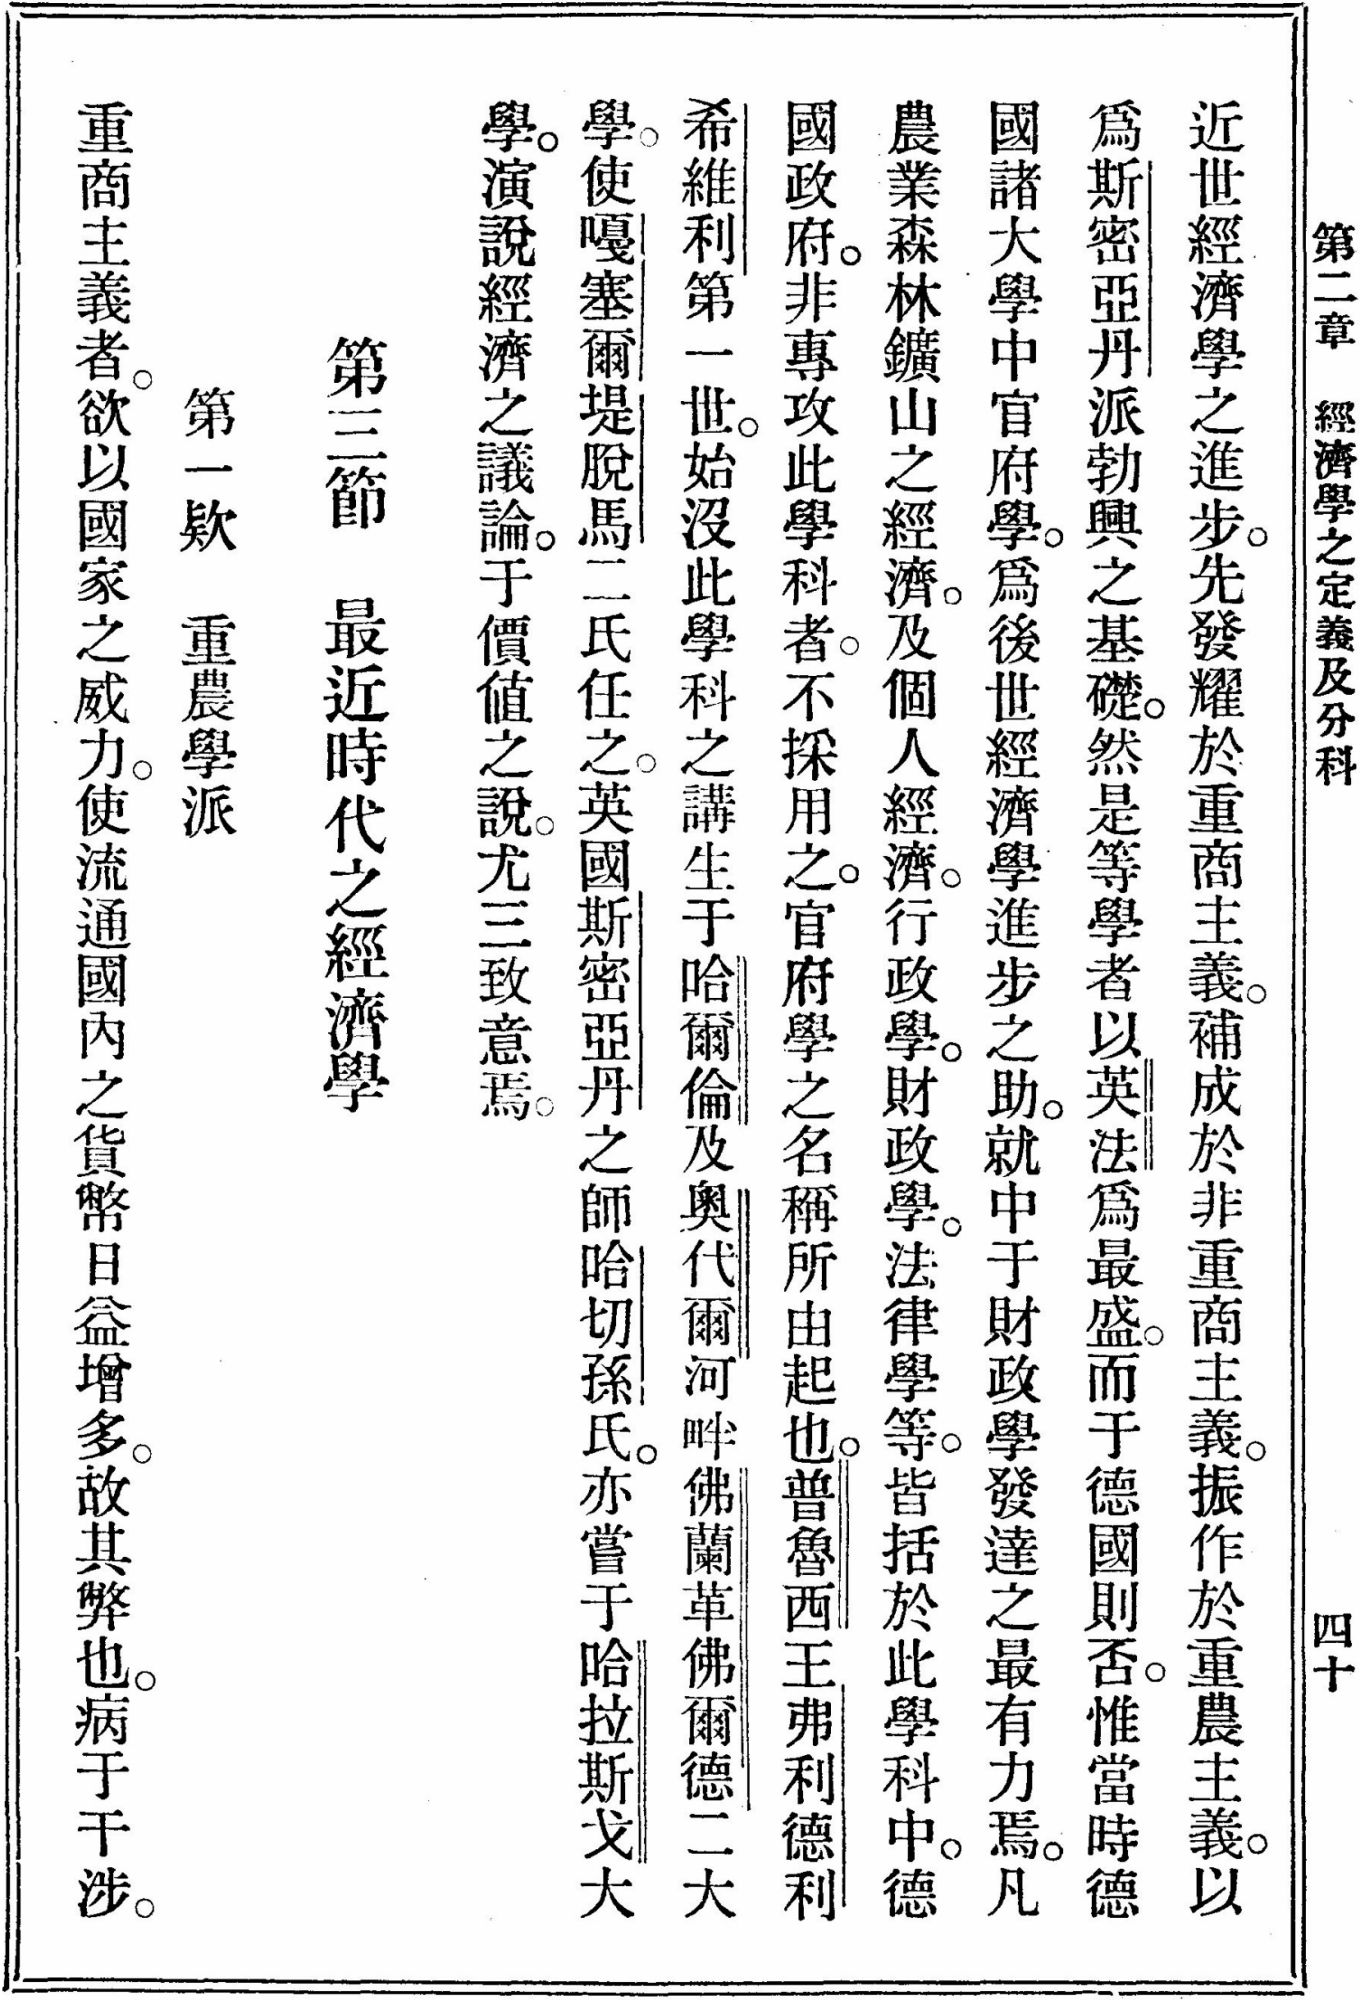 第二章　經濟學之定義及分科　四十
近世經濟學之進步。先發耀於重商主義。補成於非重商主義。振作於重農主義。以
爲斯密亞丹派勃興之基礎。然是等學者以英法爲最盛。而于德國則否。惟當時德
國諸大學中官府學。爲後世經濟學進步之助。就中于財政學發達之最有力焉。凡
農業森林鑛山之經濟。及個人經濟。行政學。財政學。法律學等。皆括於此學科中。德
國政府。非專攻此學科者。不採用之。官府學之名稱所由起也。普魯西王弗利德利
希維利第一世。始沒此學科之講生于哈爾倫及奧代爾河畔佛蘭革佛爾德二大
學。使嘎塞爾堤脫馬二氏任之。英國斯密亞丹之師哈切孫氏。亦嘗于哈拉斯戈大
學。演說經濟之議論。于價値之說。尤三致意焉。
第三節　最近時代之經濟學
第一欵　重農學派
重商主義者。欲以國家之威力。使流通國內之貨幣日益增多。故其弊也。病于干涉。